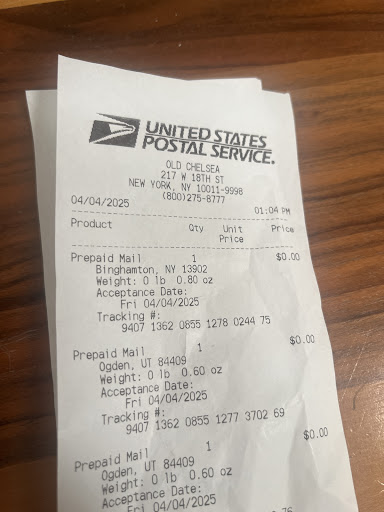 UNITED STATES
POSTAL SERVICE.
OLD CHELSEA
217 W 18TH ST
NEW YORK, NY 10011-9998
(800)275-8777
04/04/2025 01:04 PM
Product Qty Unit Price
Price
Prepaid Mail 1 $0.00
Binghamton, NY 13902
Weight: 0 lb 0.80 oz
Acceptance Date:
Fri 04/04/2025
Tracking #:
9407 1362 0855 1278 0244 75
Prepaid Mail 1 $0.00
Ogden, UT 84409
Weight: 0 lb 0.60 oz
Acceptance Date:
Fri 04/04/2025
Tracking #:
9407 1362 0855 1277 3702 69
Prepaid Mail 1 $0.00
Ogden, UT 84409
Weight: 0 lb 0.60 oz
Acceptance Date:
Fri 04/04/2025
76